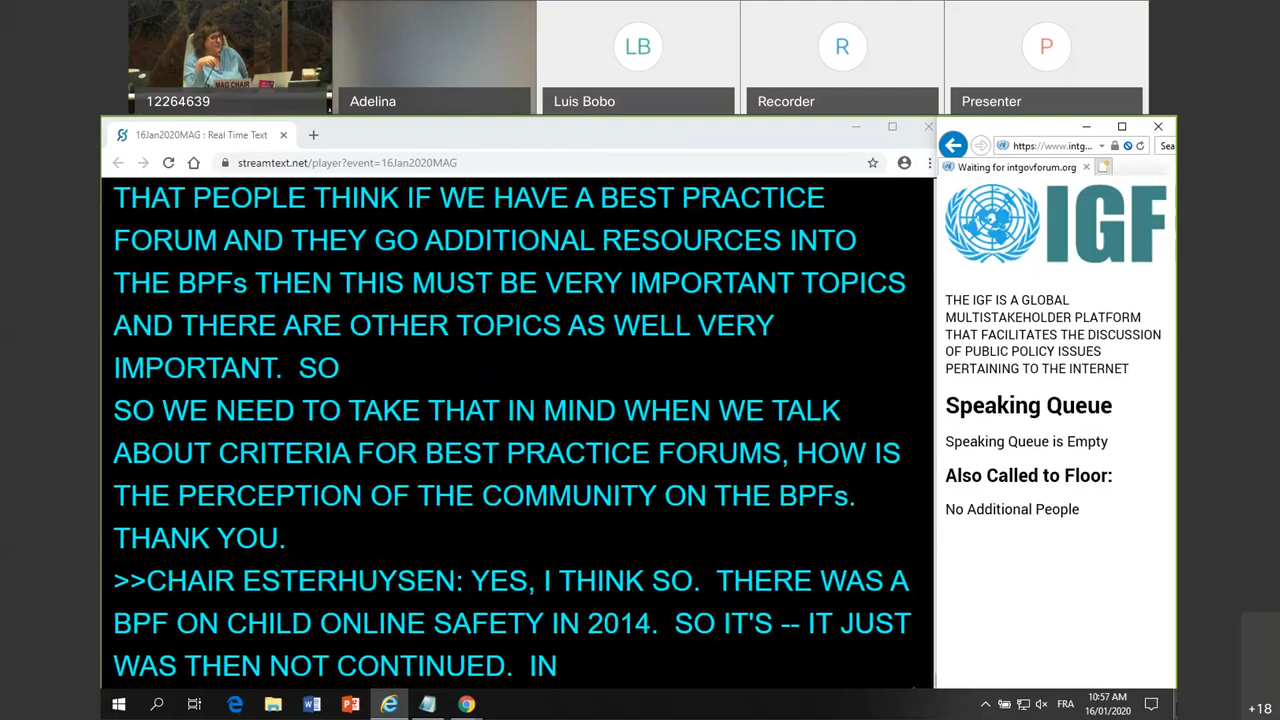 MAG CHAIR
12264639
Adelina
LB
Luis Bobo
R
Recorder
P
Presenter
16Jan2020MAG : Real Time Text
streamtext.net/player?event=16Jan2020MAG
THAT PEOPLE THINK IF WE HAVE A BEST PRACTICE
FORUM AND THEY GO ADDITIONAL RESOURCES INTO
THE BPFs THEN THIS MUST BE VERY IMPORTANT TOPICS
AND THERE ARE OTHER TOPICS AS WELL VERY
IMPORTANT.  SO
SO WE NEED TO TAKE THAT IN MIND WHEN WE TALK
ABOUT CRITERIA FOR BEST PRACTICE FORUMS, HOW IS
THE PERCEPTION OF THE COMMUNITY ON THE BPFs.
THANK YOU.
>>CHAIR ESTERHUYSEN: YES, I THINK SO.  THERE WAS A
BPF ON CHILD ONLINE SAFETY IN 2014.  SO IT'S -- IT JUST
WAS THEN NOT CONTINUED.  IN
https://www.intg...
Sea
Waiting for intgovforum.org
IGF
THE IGF IS A GLOBAL
MULTISTAKEHOLDER PLATFORM
THAT FACILITATES THE DISCUSSION
OF PUBLIC POLICY ISSUES
PERTAINING TO THE INTERNET
Speaking Queue
Speaking Queue is Empty
Also Called to Floor:
No Additional People
FRA
10:57 AM
16/01/2020
+18